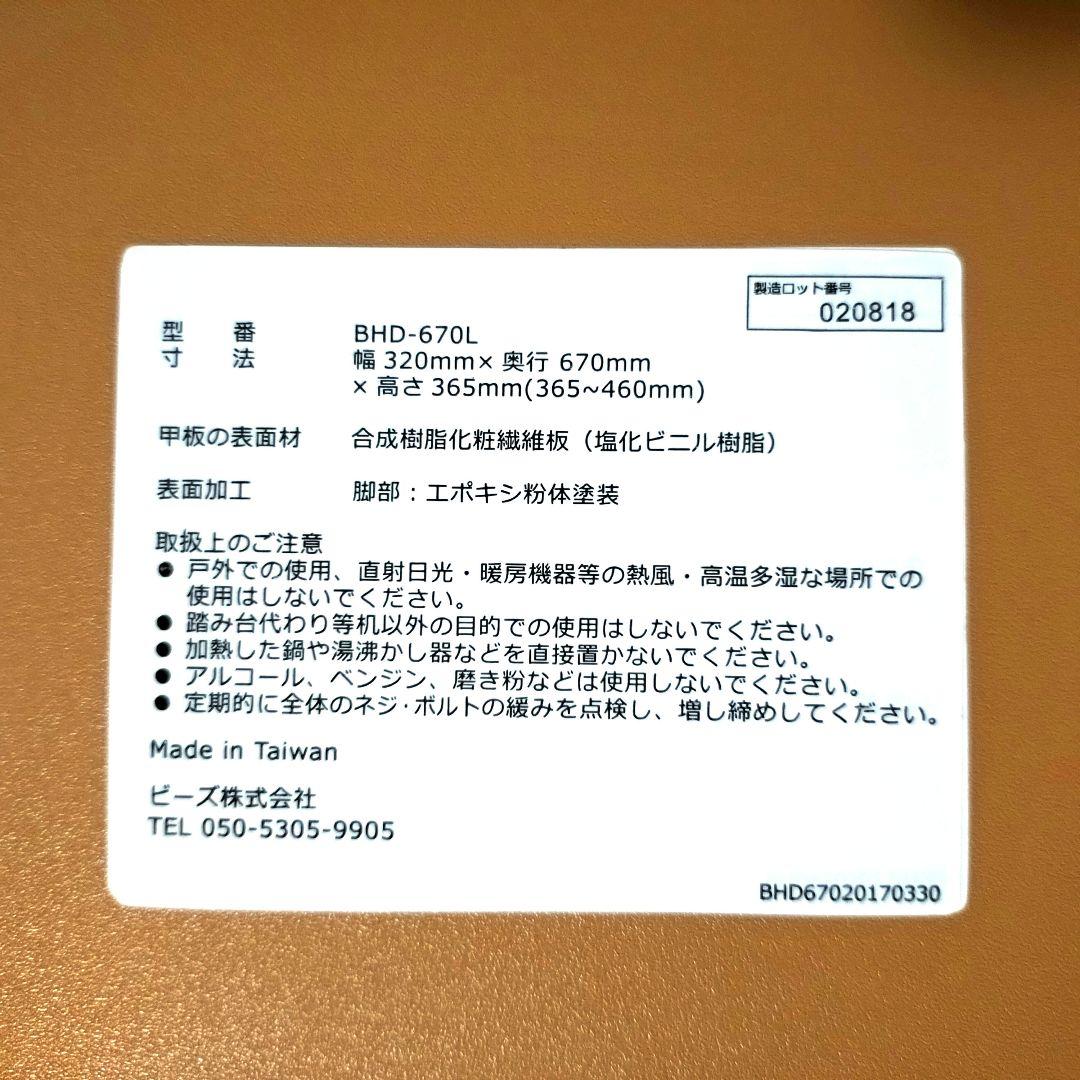 製造ロット番号
020818
型 番 BHD-670L
寸 法 幅 320mm× 奥行 670mm
× 高さ 365mm(365~460mm)
甲板の表面材 合成樹脂化粧繊維板（塩化ビニル樹脂）
表面加工 脚部：エポキシ粉体塗装
取扱上のご注意
● 戸外での使用、直射日光・暖房機器等の熱風・高温多湿な場所での
使用はしないでください。
● 踏み台代わり等机以外の目的での使用はしないでください。
● 加熱した鍋や湯沸かし器などを直接置かないでください。
● アルコール、ベンジン、磨き粉などは使用しないでください。
● 定期的に全体のネジ・ボルトの緩みを点検し、増し締めしてください。
Made in Taiwan
ビーズ株式会社
TEL 050-5305-9905
BHD67020170330